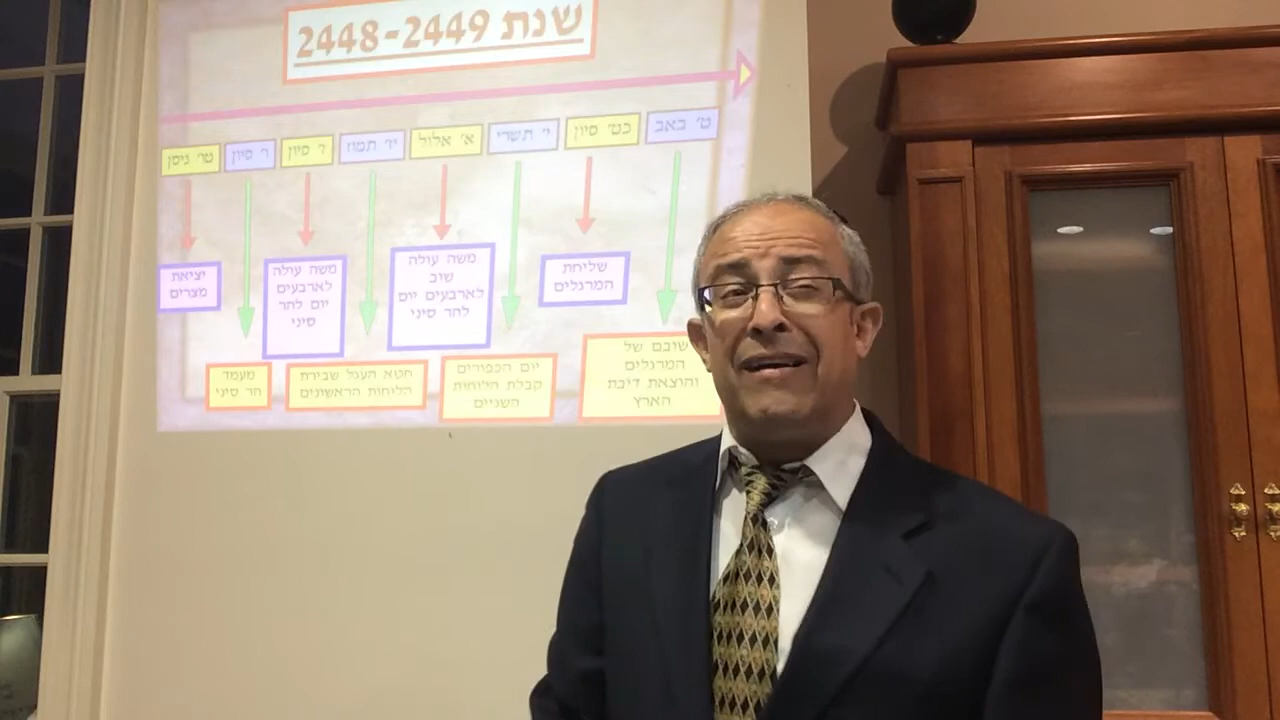 שנת 2448-2449
טו' ניסן
ו' סיון
ז' סיון
יז' תמוז
א' אלול
י' תשרי
כט' סיון
ט' באב
יציאת
מצרים
משה עולה
לארבעים
יום להר
סיני
משה עולה
שוב
לארבעים יום
להר סיני
שליחת
המרגלים
מעמד
הר סיני
חטא העגל שבירת
הלוחות הראשונים
יום הכפורים
קבלת הלוחות
השניים
שובם של
המרגלים
והוצאת דיבת
הארץ